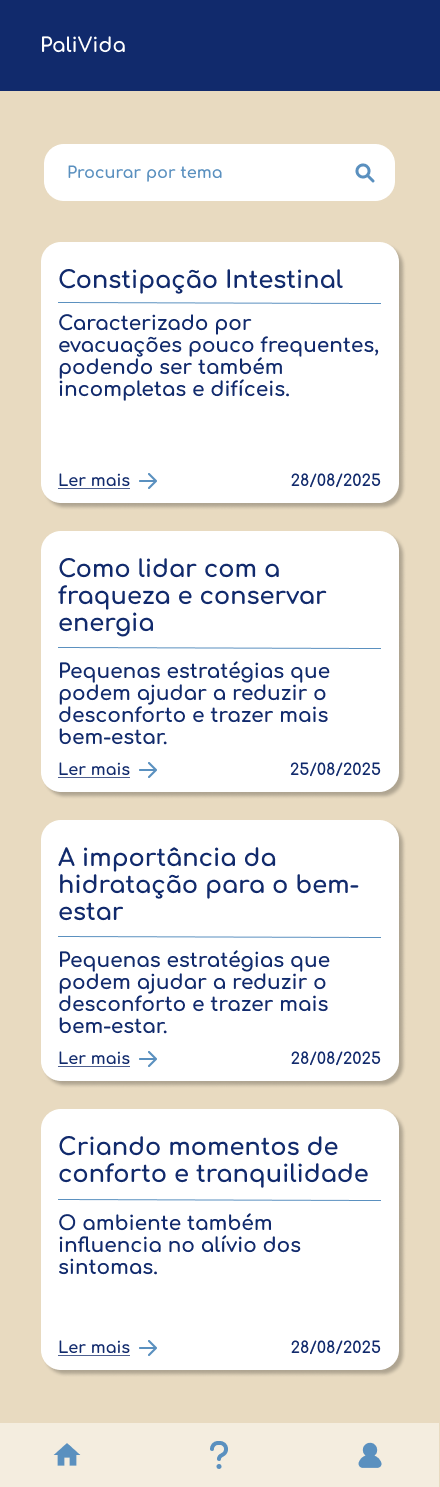 PaliVida
Procurar por tema
Constipação Intestinal
Caracterizado por
evacuações pouco frequentes,
podendo ser também
incompletas e difíceis.
Ler mais 28/08/2025
Como lidar com a
fraqueza e conservar
energia
Pequenas estratégias que
podem ajudar a reduzir o
desconforto e trazer mais
bem-estar.
Ler mais 25/08/2025
A importância da
hidratação para o bem-
estar
Pequenas estratégias que
podem ajudar a reduzir o
desconforto e trazer mais
bem-estar.
Ler mais 28/08/2025
Criando momentos de
conforto e tranquilidade
O ambiente também
influencia no alívio dos
sintomas.
Ler mais 28/08/2025
?